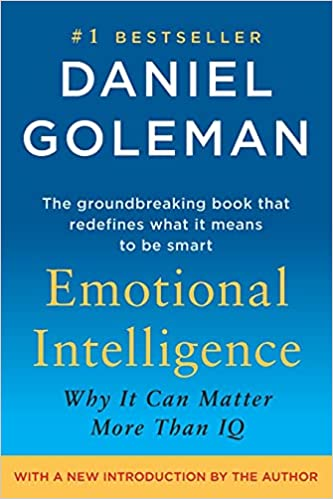 #1 BESTSELLER
DANIEL
GOLEMAN
The groundbreaking book that
redefines what it means
to be smart
Emotional
Intelligence
Why It Can Matter
More Than IQ
WITH A NEW INTRODUCTION BY THE AUTHOR